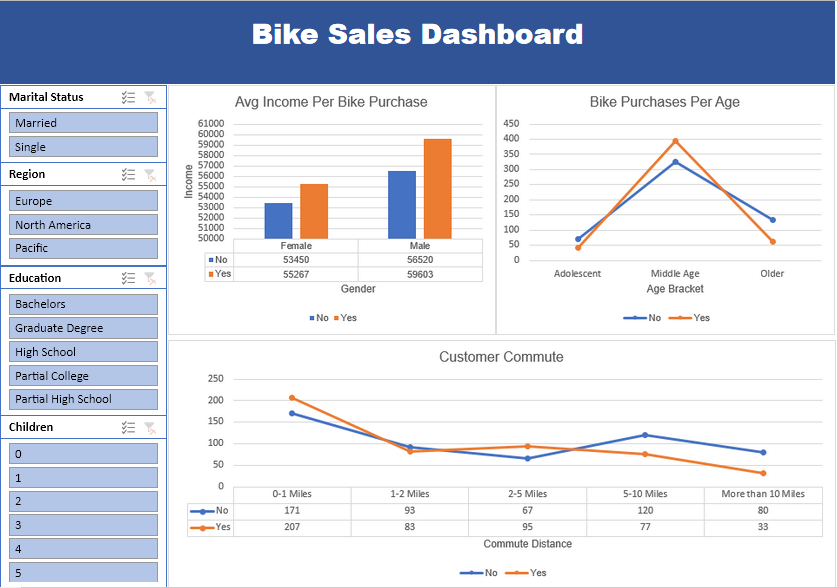 Bike Sales Dashboard
Marital Status
Married
Single
Region
Europe
North America
Pacific
Education
Bachelors
Graduate Degree
High School
Partial College
Partial High School
Children
0
1
2
3
4
5
Avg Income Per Bike Purchase
61000
60000
59000
58000
57000
56000
55000
54000
53000
52000
51000
50000
Income
Female Male
No 53450 56520
Yes 55267 59603
Gender
No Yes
Bike Purchases Per Age
450
400
350
300
250
200
150
100
50
0
Adolescent Middle Age Older
Age Bracket
No Yes
Customer Commute
250
200
150
100
50
0
0-1 Miles 1-2 Miles 2-5 Miles 5-10 Miles More than 10 Miles
No 171 93 67 120 80
Yes 207 83 95 77 33
Commute Distance
No Yes